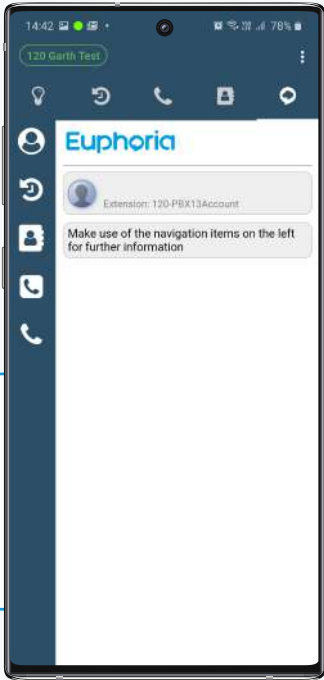 14:42
78%
120 Garth Test
Euphoria
Extension: 120-PBX13Account
Make use of the navigation items on the left
for further information